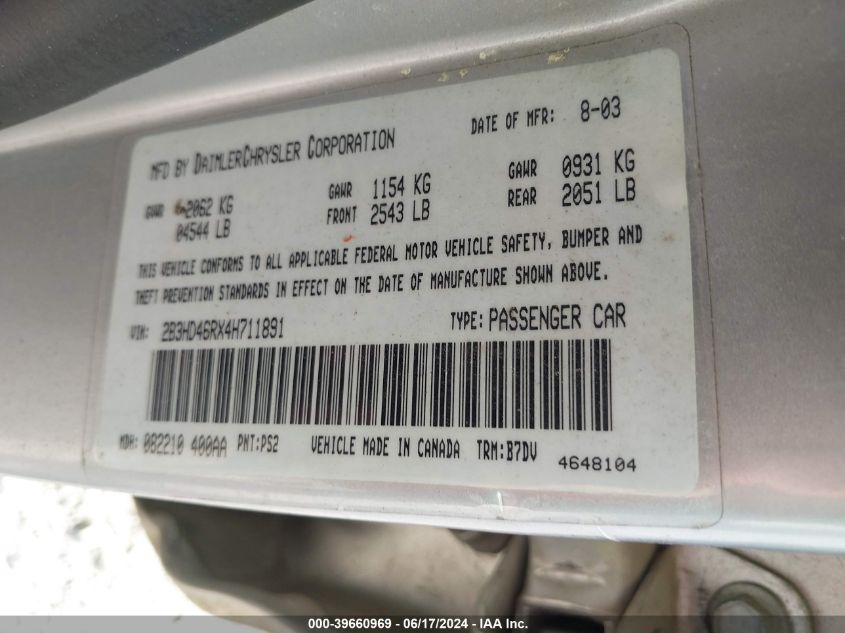 MFD BY DAIMLERCHRYSLER CORPORATION DATE OF MFR: 8-03
GVWR 2062 KG GAWR 1154 KG GAWR 0931 KG
04544 LB FRONT 2543 LB REAR 2051 LB
THIS VEHICLE CONFORMS TO ALL APPLICABLE FEDERAL MOTOR VEHICLE SAFETY, BUMPER AND
THEFT PREVENTION STANDARDS IN EFFECT ON THE DATE OF MANUFACTURE SHOWN ABOVE.
VIN: 2B3HD46RX4H711891 TYPE: PASSENGER CAR
MDH: 082210 400AA PNT:PS2 VEHICLE MADE IN CANADA TRM:B7DV
4648104
000-39660969 - 06/17/2024 - IAA Inc.